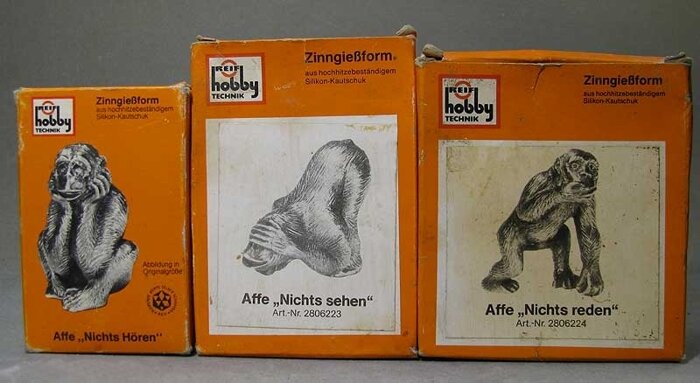 REIF
hobby
TECHNIK
Zinngießform
aus hochhitzebeständigem
Silikon-Kautschuk
Abbildung in
Originalgröße
Affe „Nichts Hören"
REIF
hobby
TECHNIK
Zinngießform®
aus hochhitzebeständigem
Silikon-Kautschuk
Affe „Nichts sehen"
Art.-Nr. 2806223
REIF
hobby
TECHNIK
Zinngießform
aus hochhitzebeständigem
Silikon-Kautschuk
Affe „Nichts reden"
Art.-Nr. 2806224